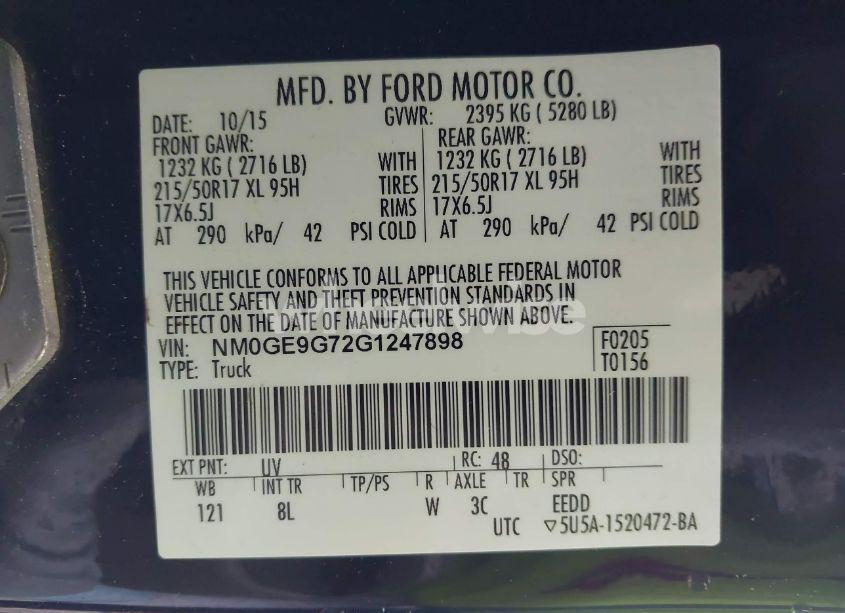 MFD. BY FORD MOTOR CO.
DATE: 10/15 GVWR: 2395 KG ( 5280 LB)
FRONT GAWR: REAR GAWR:
1232 KG ( 2716 LB) WITH 1232 KG ( 2716 LB) WITH
215/50R17 XL 95H TIRES 215/50R17 XL 95H TIRES
17X6.5J RIMS 17X6.5J RIMS
AT 290 kPa/ 42 PSI COLD AT 290 kPa/ 42 PSI COLD
THIS VEHICLE CONFORMS TO ALL APPLICABLE FEDERAL MOTOR
VEHICLE SAFETY AND THEFT PREVENTION STANDARDS IN
EFFECT ON THE DATE OF MANUFACTURE SHOWN ABOVE.
VIN: NM0GE9G72G1247898 F0205
TYPE: Truck T0156
EXT PNT: UV RC: 48 DSO:
WB INT TR TP/PS R AXLE TR SPR
121 8L W 3C EEDD
UTC ▽5U5A-1520472-BA